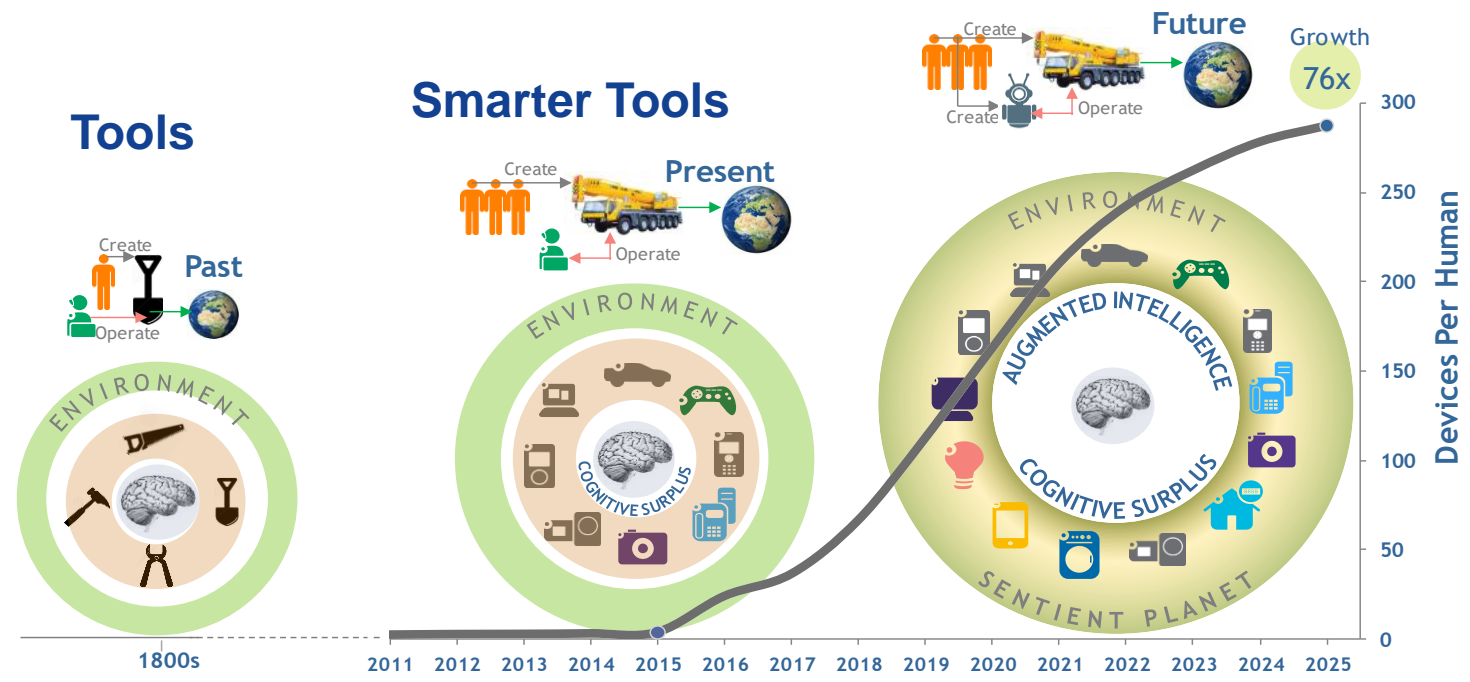 Tools
Create
Past
Operate
ENVIRONMENT
1800s
Smarter Tools
Create
Present
Operate
ENVIRONMENT
COGNITIVE SURPLUS
Create
Future
Create
Operate
Growth
76x
ENVIRONMENT
AUGMENTED INTELLIGENCE
COGNITIVE SURPLUS
SENTIENT PLANET
300
250
200
150
100
50
0
Devices Per Human
2011 2012 2013 2014 2015 2016 2017 2018 2019 2020 2021 2022 2023 2024 2025